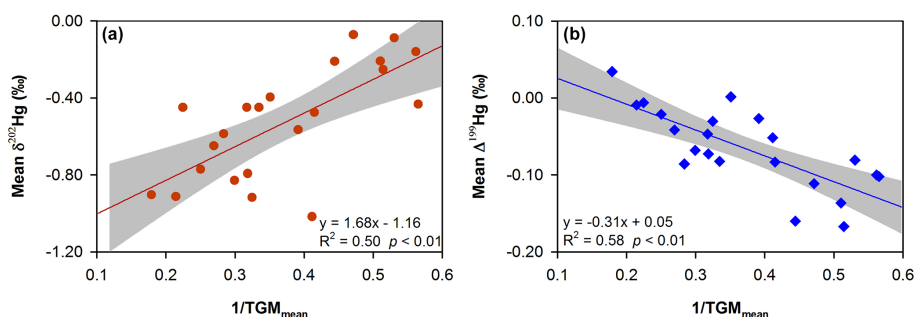 (a)
Mean δ²⁰²Hg (‰)
0.00
-0.40
-0.80
-1.20
y = 1.68x - 1.16
R² = 0.50 p < 0.01
0.1 0.2 0.3 0.4 0.5 0.6
1/TGMₘₑₐₙ
(b)
Mean Δ¹⁹⁹Hg (‰)
0.10
0.00
-0.10
-0.20
y = -0.31x + 0.05
R² = 0.58 p < 0.01
0.1 0.2 0.3 0.4 0.5 0.6
1/TGMₘₑₐₙ